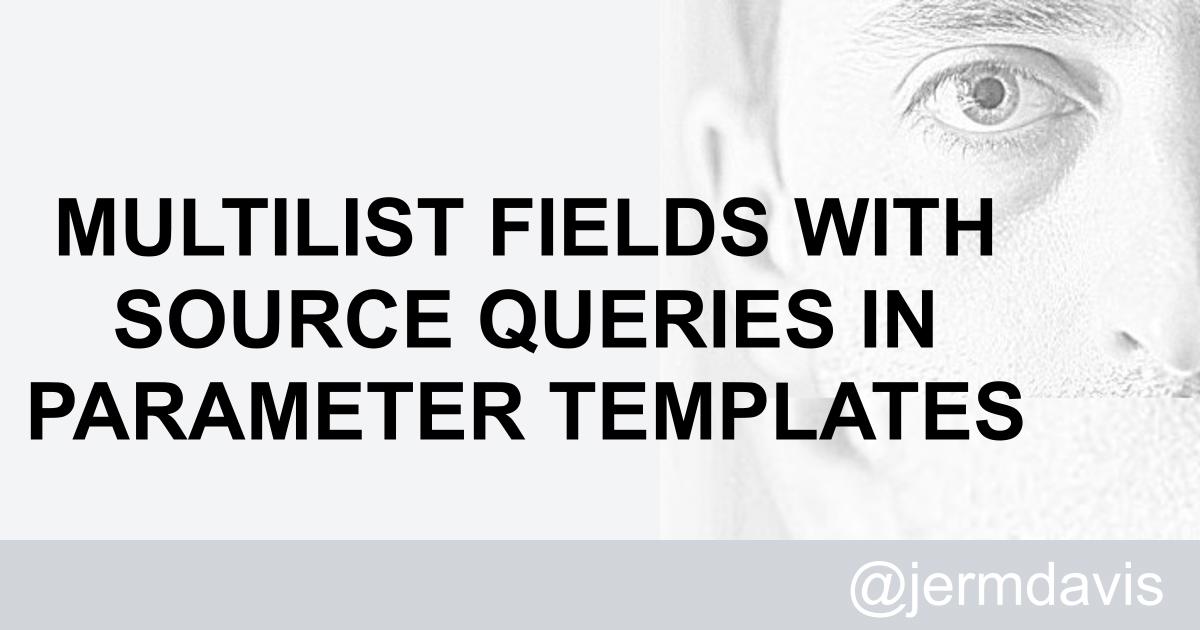 MULTILIST FIELDS WITH
SOURCE QUERIES IN
PARAMETER TEMPLATES
@jermdavis